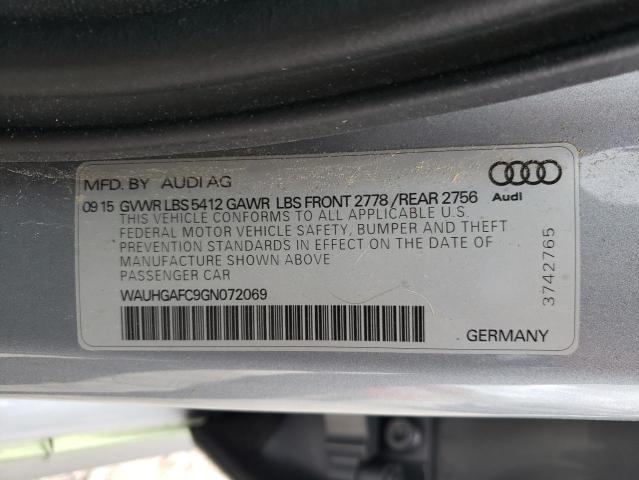 MFD. BY AUDI AG
09 15 GVWR LBS 5412 GAWR LBS FRONT 2778 /REAR 2756
THIS VEHICLE CONFORMS TO ALL APPLICABLE U.S.
FEDERAL MOTOR VEHICLE SAFETY, BUMPER AND THEFT
PREVENTION STANDARDS IN EFFECT ON THE DATE OF
MANUFACTURE SHOWN ABOVE
PASSENGER CAR
WAUHGAFC9GN072069
Audi
3742765
GERMANY